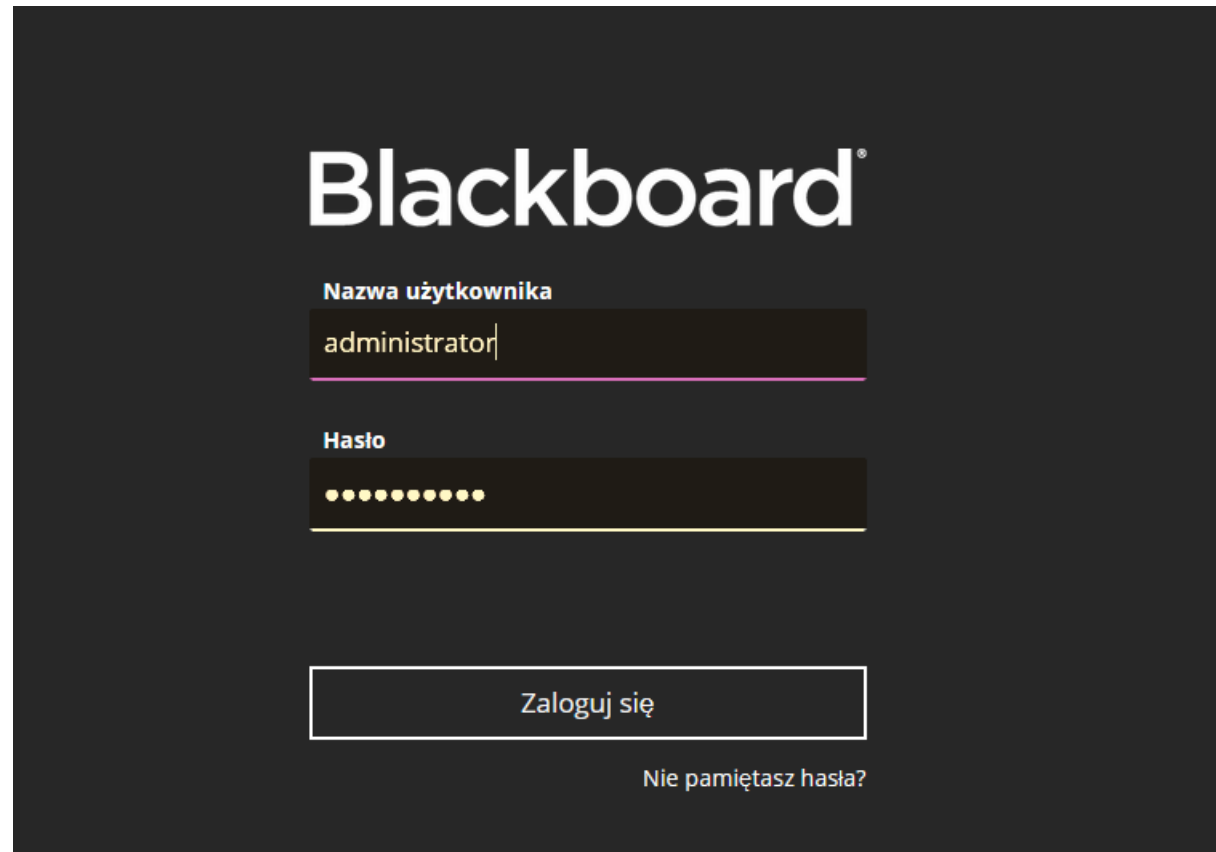 Blackboard®
Nazwa użytkownika
administrator
Hasło
••••••••••
Zaloguj się
Nie pamiętasz hasła?